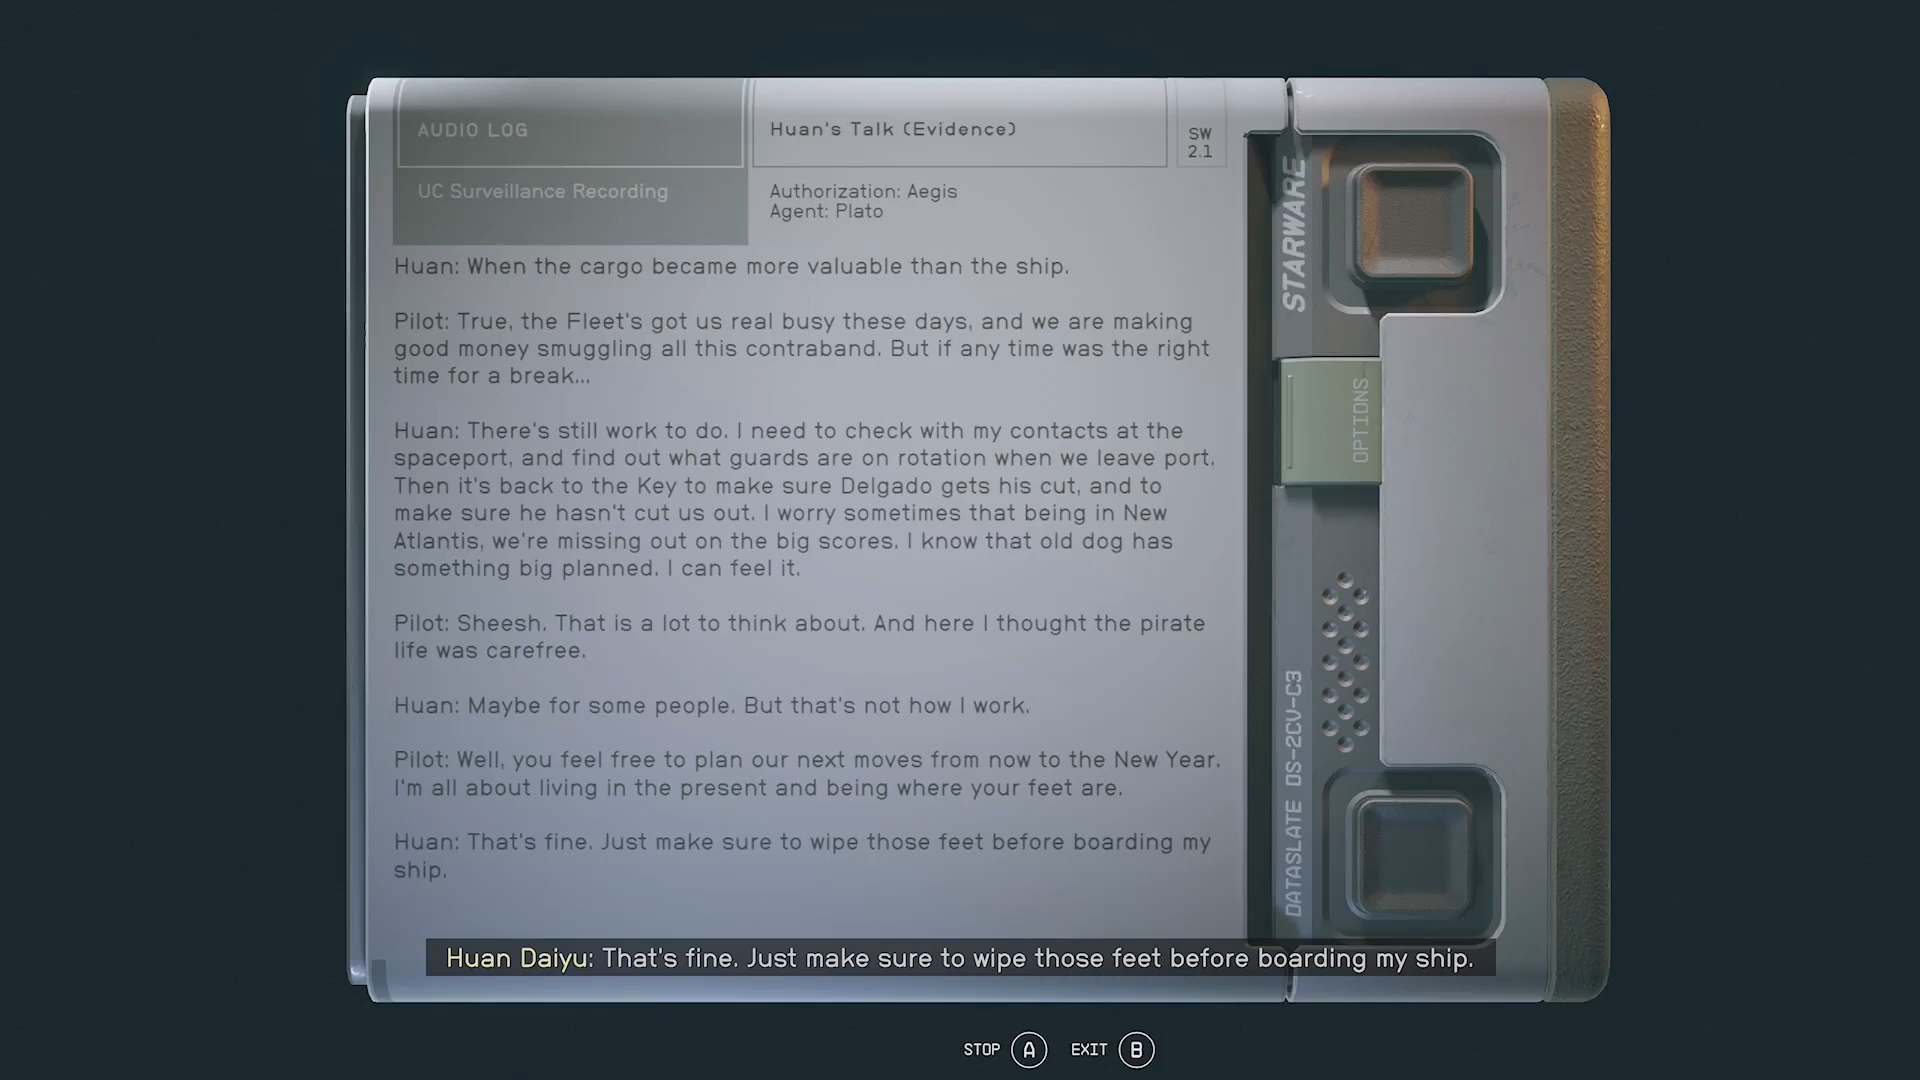 AUDIO LOG
Huan's Talk (Evidence)
SW
2.1
UC Surveillance Recording
Authorization: Aegis
Agent: Plato
Huan: When the cargo became more valuable than the ship.
Pilot: True, the Fleet's got us real busy these days, and we are making
good money smuggling all this contraband. But if any time was the right
time for a break...
Huan: There's still work to do. I need to check with my contacts at the
spaceport, and find out what guards are on rotation when we leave port.
Then it's back to the Key to make sure Delgado gets his cut, and to
make sure he hasn't cut us out. I worry sometimes that being in New
Atlantis, we're missing out on the big scores. I know that old dog has
something big planned. I can feel it.
Pilot: Sheesh. That is a lot to think about. And here I thought the pirate
life was carefree.
Huan: Maybe for some people. But that's not how I work.
Pilot: Well, you feel free to plan our next moves from now to the New Year.
I'm all about living in the present and being where your feet are.
Huan: That's fine. Just make sure to wipe those feet before boarding my
ship.
STARWARE
OPTIONS
DATASLATE DS-2CV-C3
Huan Daiyu: That's fine. Just make sure to wipe those feet before boarding my ship.
STOP A EXIT B